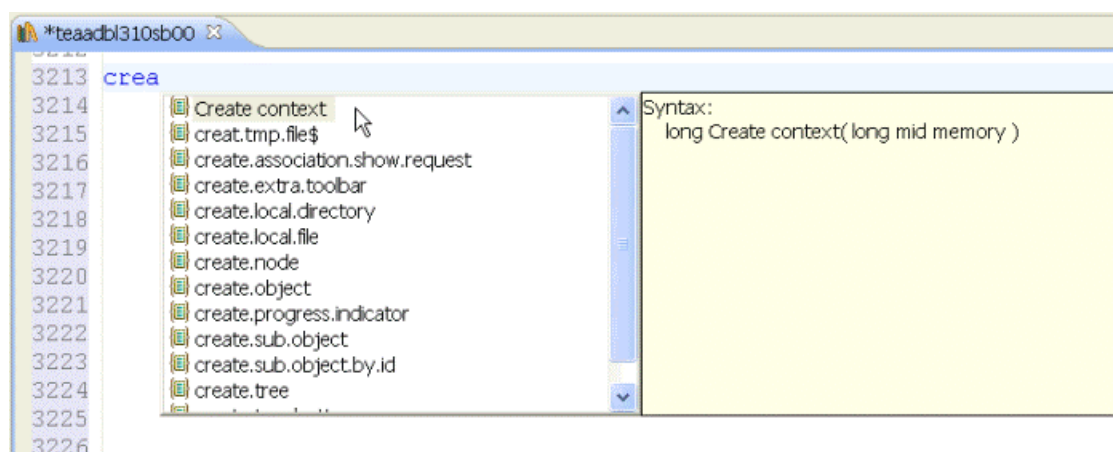 *teaadbl310sb00
3213 crea
3214
3215
3216
3217
3218
3219
3220
3221
3222
3223
3224
3225
3226
Create context
creat.tmp.file$
create.association.show.request
create.extra.toolbar
create.local.directory
create.local.file
create.node
create.object
create.progress.indicator
create.sub.object
create.sub.object.by.id
create.tree
Syntax:
long Create context( long mid memory )